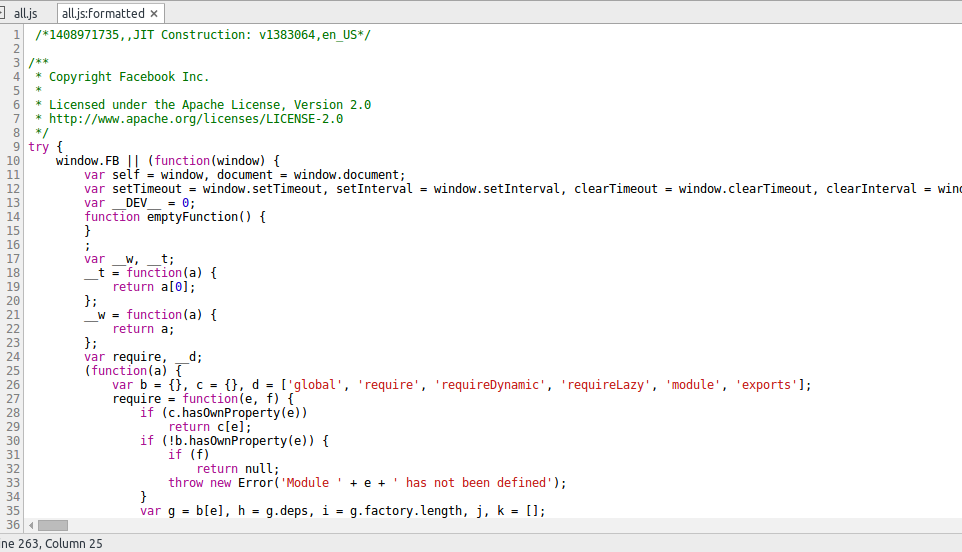 all.js all.js:formatted ×
1 /*1408971735,,JIT Construction: v1383064,en_US*/
2
3 /**
4 * Copyright Facebook Inc.
5 *
6 * Licensed under the Apache License, Version 2.0
7 * http://www.apache.org/licenses/LICENSE-2.0
8 */
9 try {
10 window.FB || (function(window) {
11 var self = window, document = window.document;
12 var setTimeout = window.setTimeout, setInterval = window.setInterval, clearTimeout = window.clearTimeout, clearInterval =
13 var __DEV__ = 0;
14 function emptyFunction() {
15 }
16 ;
17 var __w, __t;
18 __t = function(a) {
19 return a[0];
20 };
21 __w = function(a) {
22 return a;
23 };
24 var require, __d;
25 (function(a) {
26 var b = {}, c = {}, d = ['global', 'require', 'requireDynamic', 'requireLazy', 'module', 'exports'];
27 require = function(e, f) {
28 if (c.hasOwnProperty(e))
29 return c[e];
30 if (!b.hasOwnProperty(e)) {
31 if (f)
32 return null;
33 throw new Error('Module ' + e + ' has not been defined');
34 }
35 var g = b[e], h = g.deps, i = g.factory.length, j, k = [];
36
ine 263, Column 25